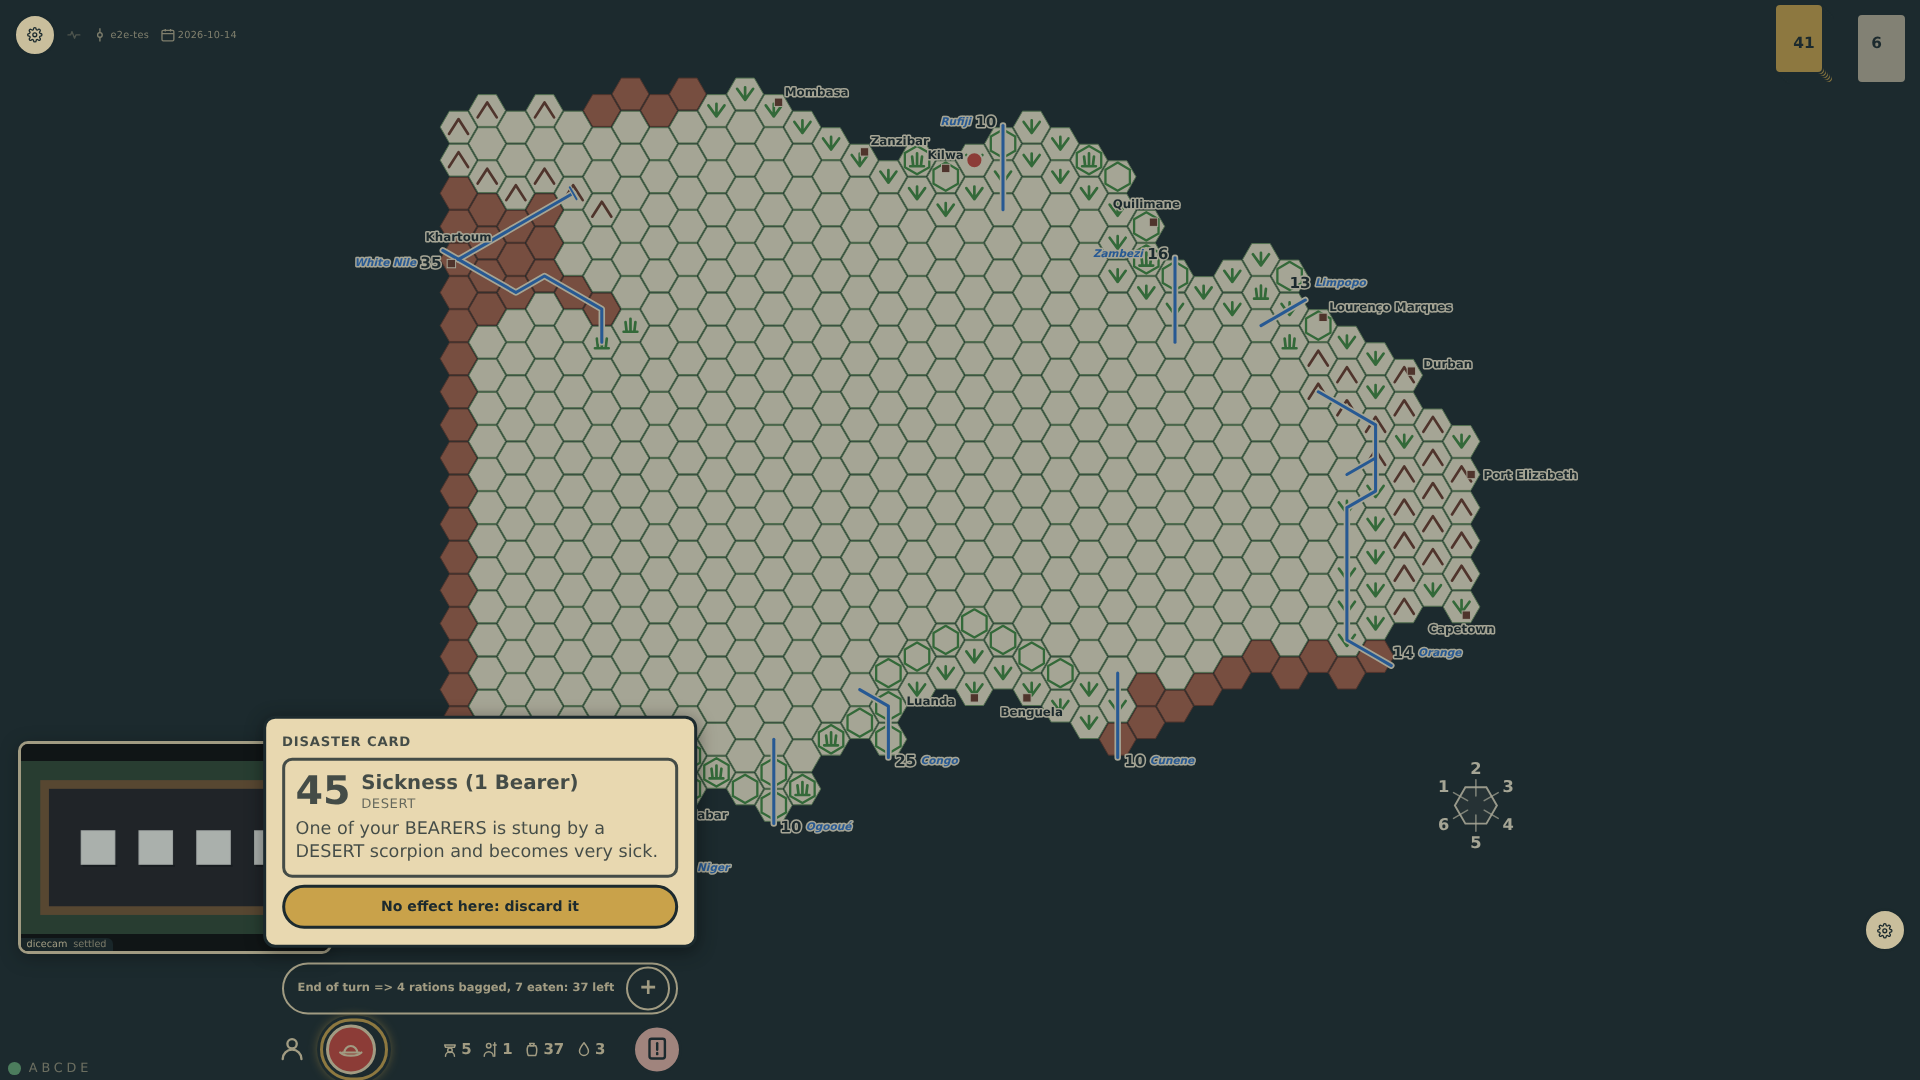 e2e-tes
2026-10-14
41
6
Mombasa
Rufiji 10
Zanzibar
Kilwa
Quilimane
Khartoum
White Nile 35
Zambezi 16
13 Limpopo
Lourenço Marques
Durban
Port Elizabeth
Capetown
14 Orange
Luanda
Benguela
25 Congo
10 Cunene
abar
10 Ogooué
Niger
1 2 3
6 5 4
DISASTER CARD
45 Sickness (1 Bearer)
DESERT
One of your BEARERS is stung by a
DESERT scorpion and becomes very sick.
No effect here: discard it
dicecam settled
End of turn => 4 rations bagged, 7 eaten: 37 left
+
5 1 37 3
A B C D E